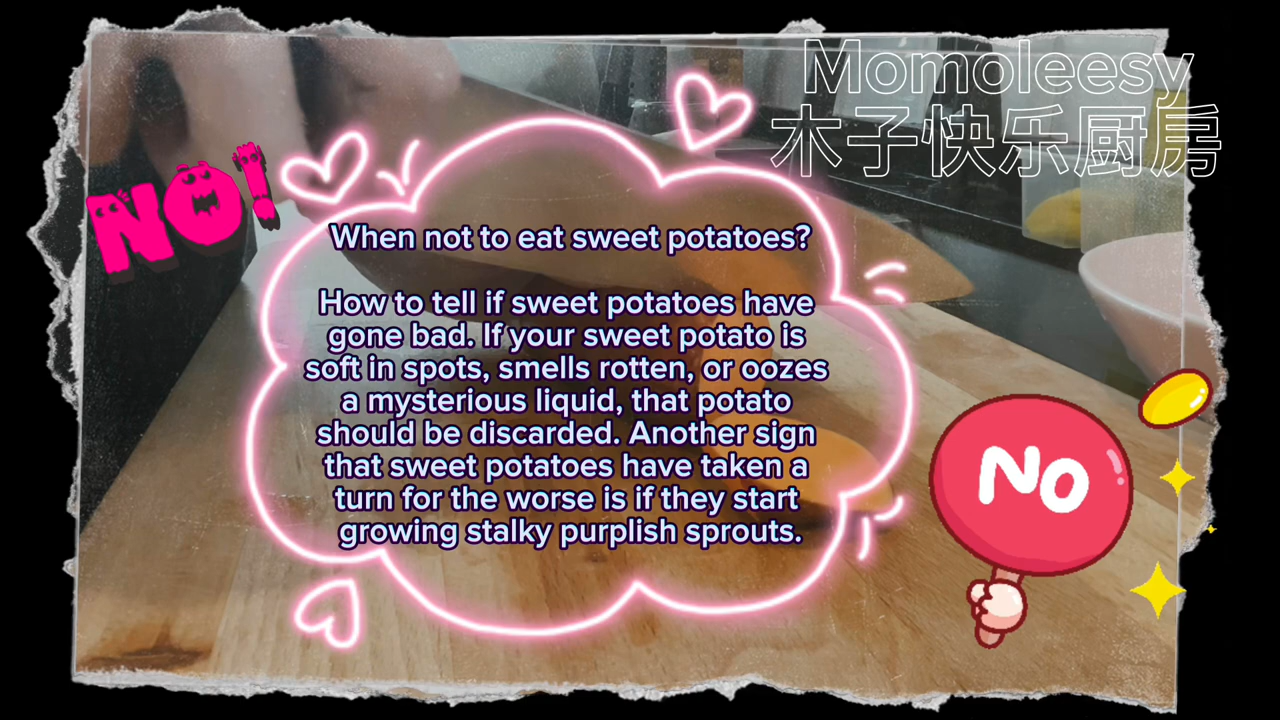 Momoleesy
木子快乐厨房
NO!
When not to eat sweet potatoes?
How to tell if sweet potatoes have
gone bad. If your sweet potato is
soft in spots, smells rotten, or oozes
a mysterious liquid, that potato
should be discarded. Another sign
that sweet potatoes have taken a
turn for the worse is if they start
growing stalky purplish sprouts.
NO